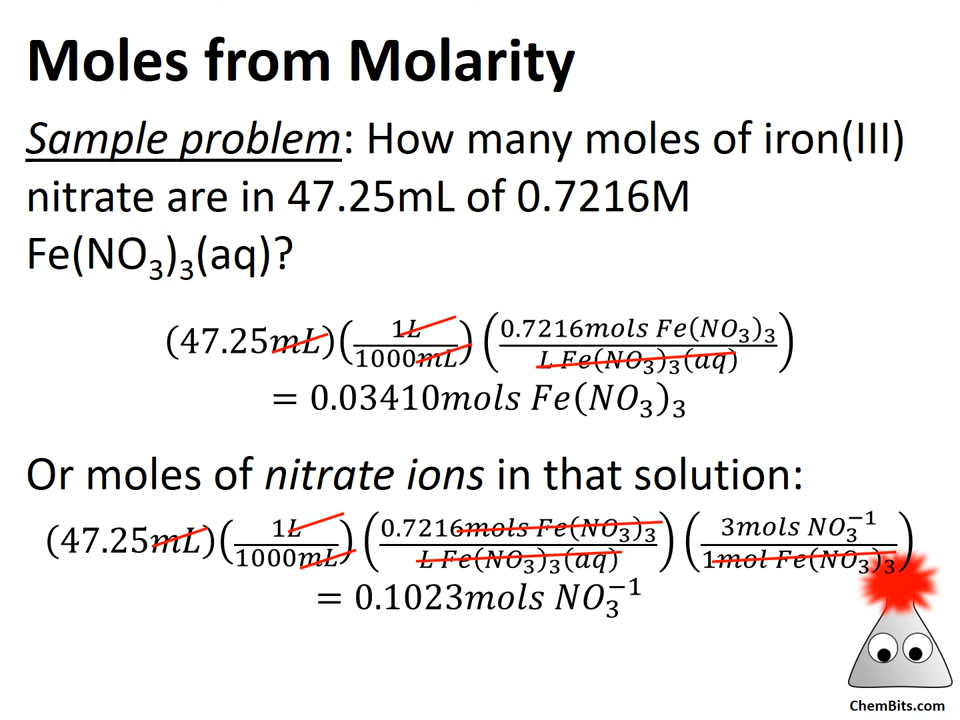 Moles from Molarity
Sample problem: How many moles of iron(III)
nitrate are in 47.25mL of 0.7216M
Fe(NO₃)₃(aq)?
(47.25mL)(1L/1000mL)(0.7216mols Fe(NO₃)₃/L Fe(NO₃)₃(aq))
= 0.03410mols Fe(NO₃)₃
Or moles of nitrate ions in that solution:
(47.25mL)(1L/1000mL)(0.7216mols Fe(NO₃)₃/L Fe(NO₃)₃(aq))(3mols NO₃⁻¹/1mol Fe(NO₃)₃)
= 0.1023mols NO₃⁻¹
ChemBits.com